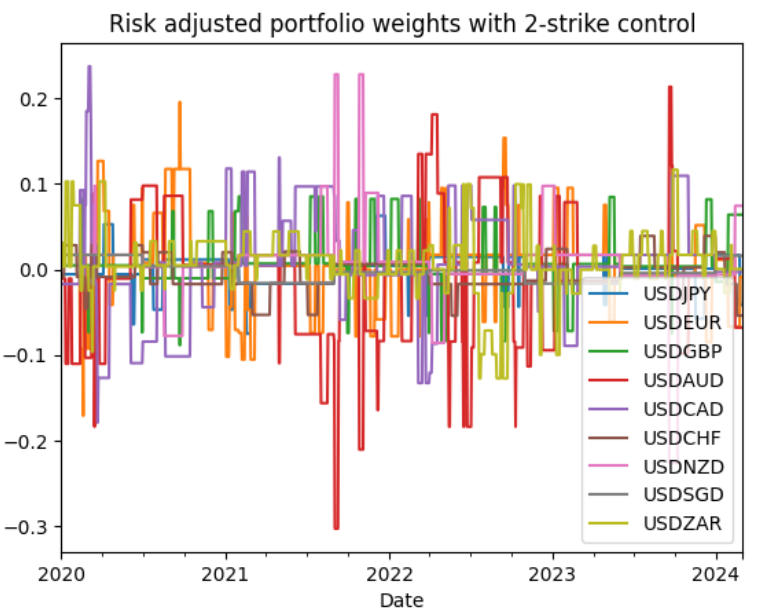 Risk adjusted portfolio weights with 2-strike control
0.2
0.1
0.0
−0.1
−0.2
−0.3
USDJPY
USDEUR
USDGBP
USDAUD
USDCAD
USDCHF
USDNZD
USDSGD
USDZAR
2020 2021 2022 2023 2024
Date